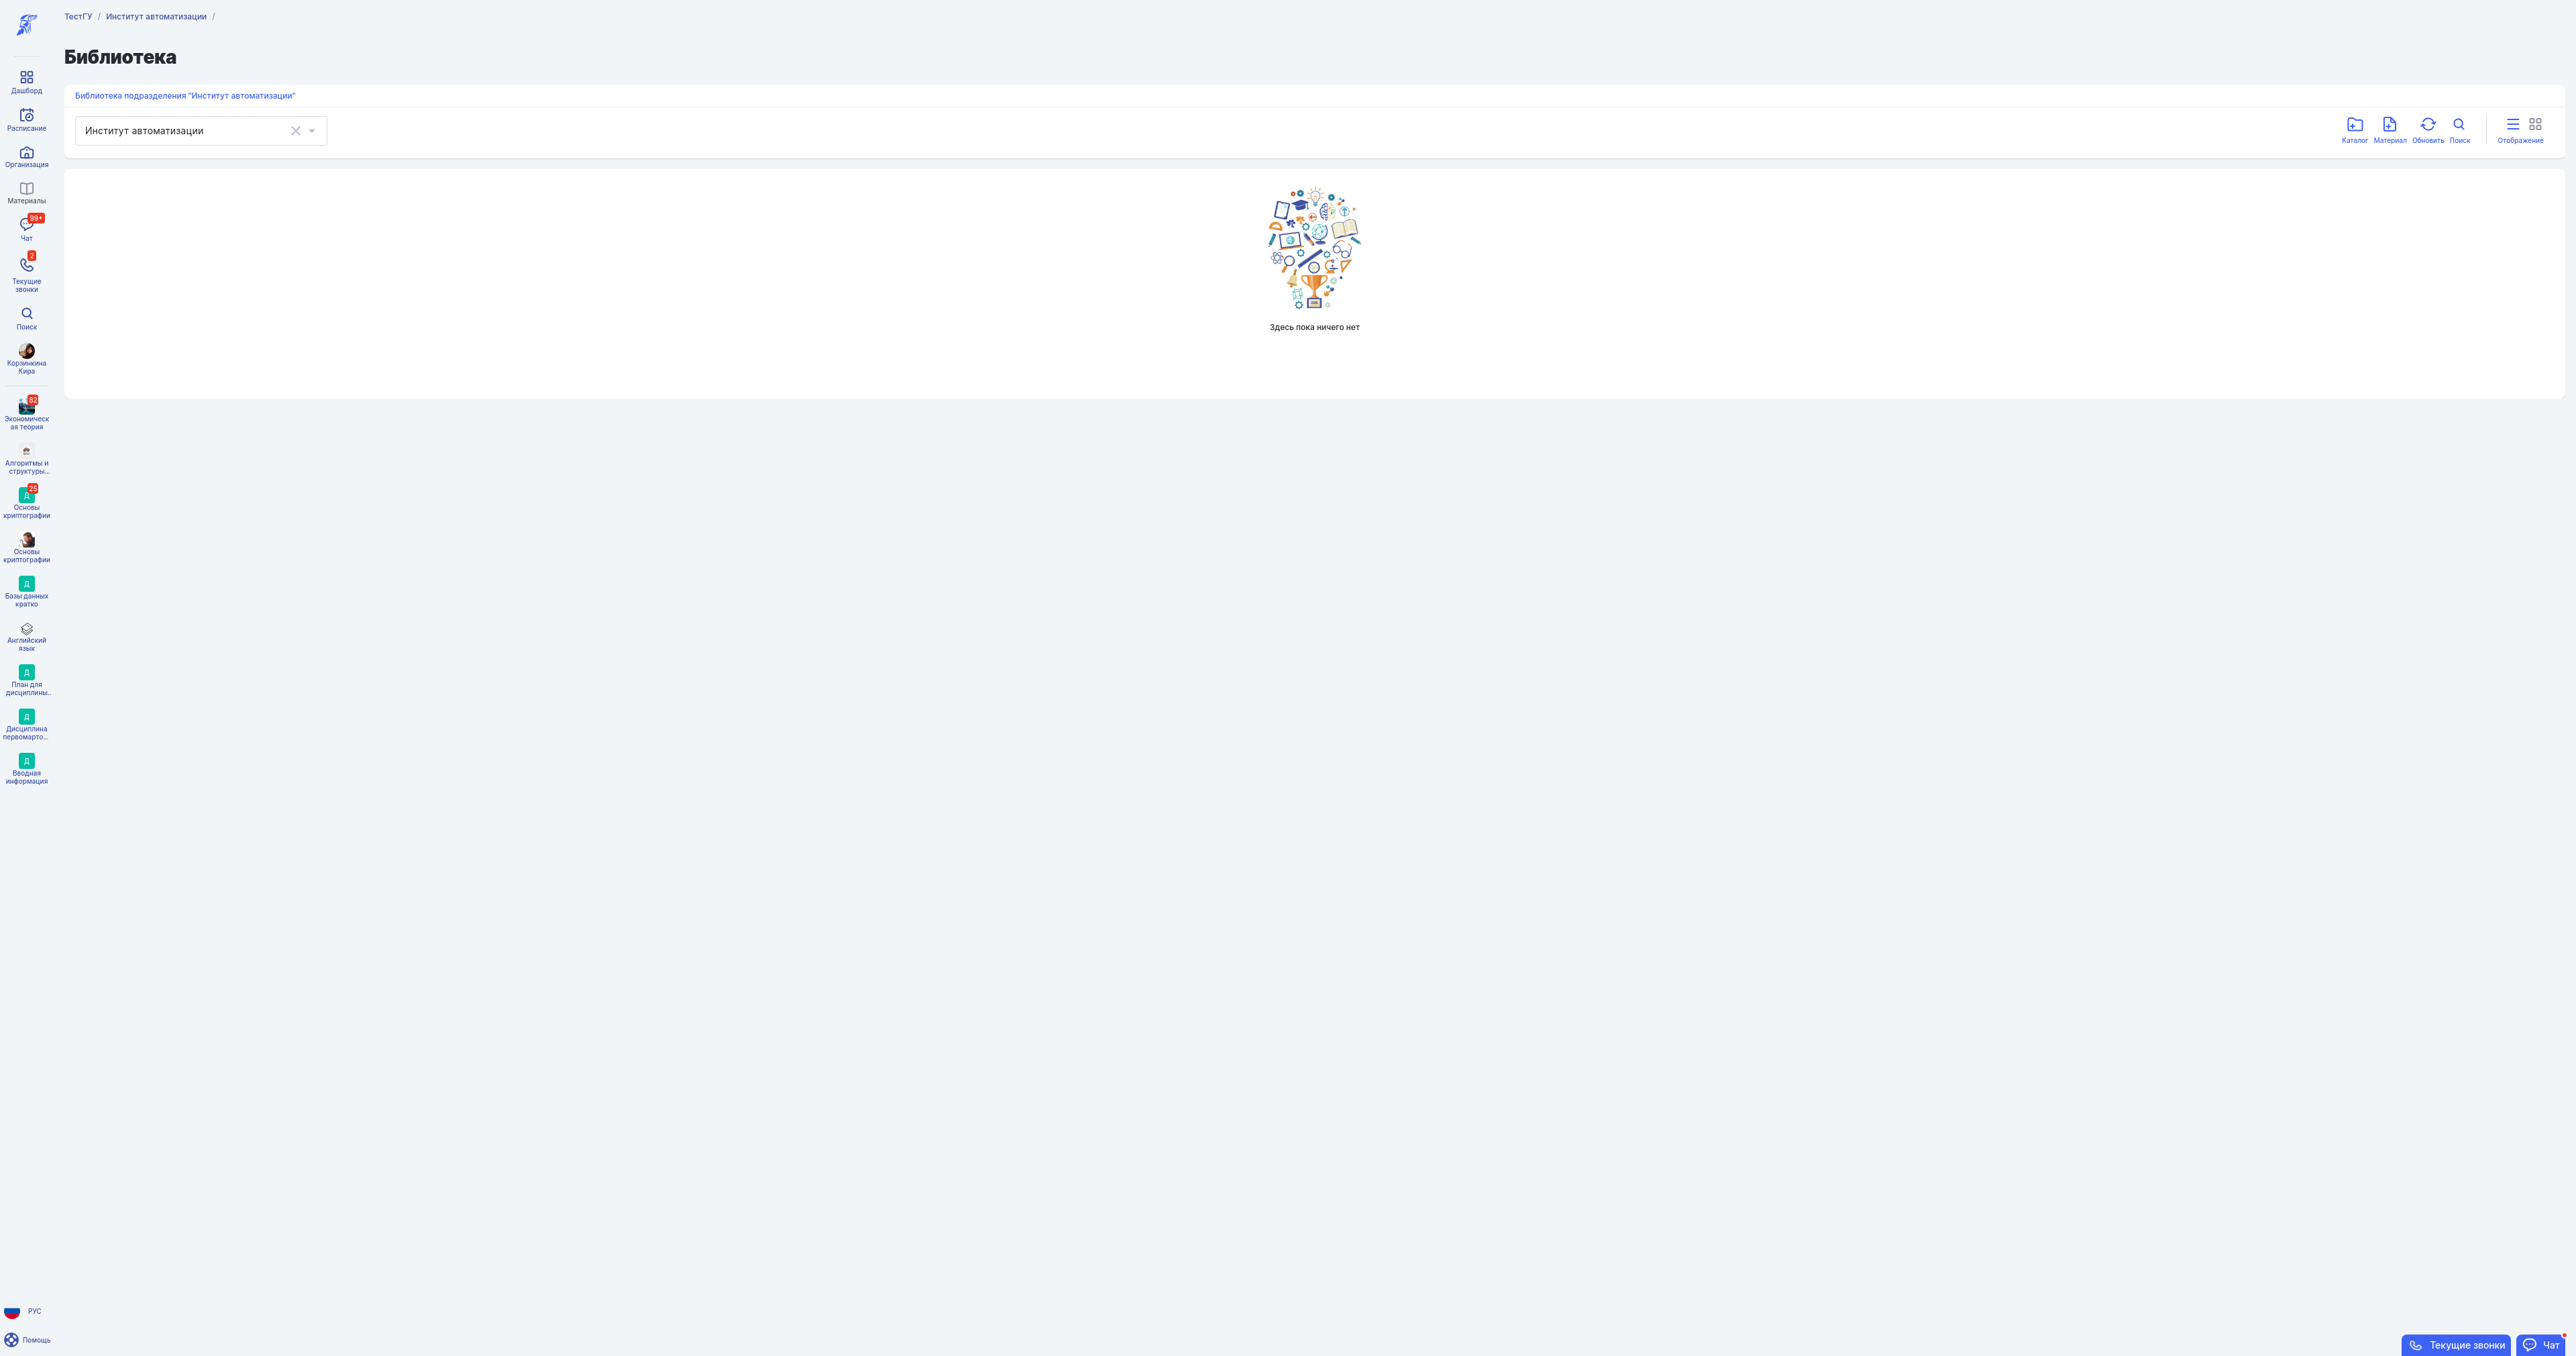 ТестГУ / Институт автоматизации /
Библиотека
Библиотека подразделения "Институт автоматизации"
Институт автоматизации
Каталог Материал Обновить Поиск Отображение
Здесь пока ничего нет
Дашборд
Расписание
Организация
Материалы
99+
Чат
2
Текущие
звонки
Поиск
Корзинкина
Кира
82
Экономическ
ая теория
Алгоритмы и
структуры...
Д 25
Основы
криптографии
Основы
криптографии
Д
Базы данных
кратко
Английский
язык
Д
План для
дисциплины..
Д
Дисциплина
первомарто...
Д
Вводная
информация
РУС
Помощь
Текущие звонки Чат